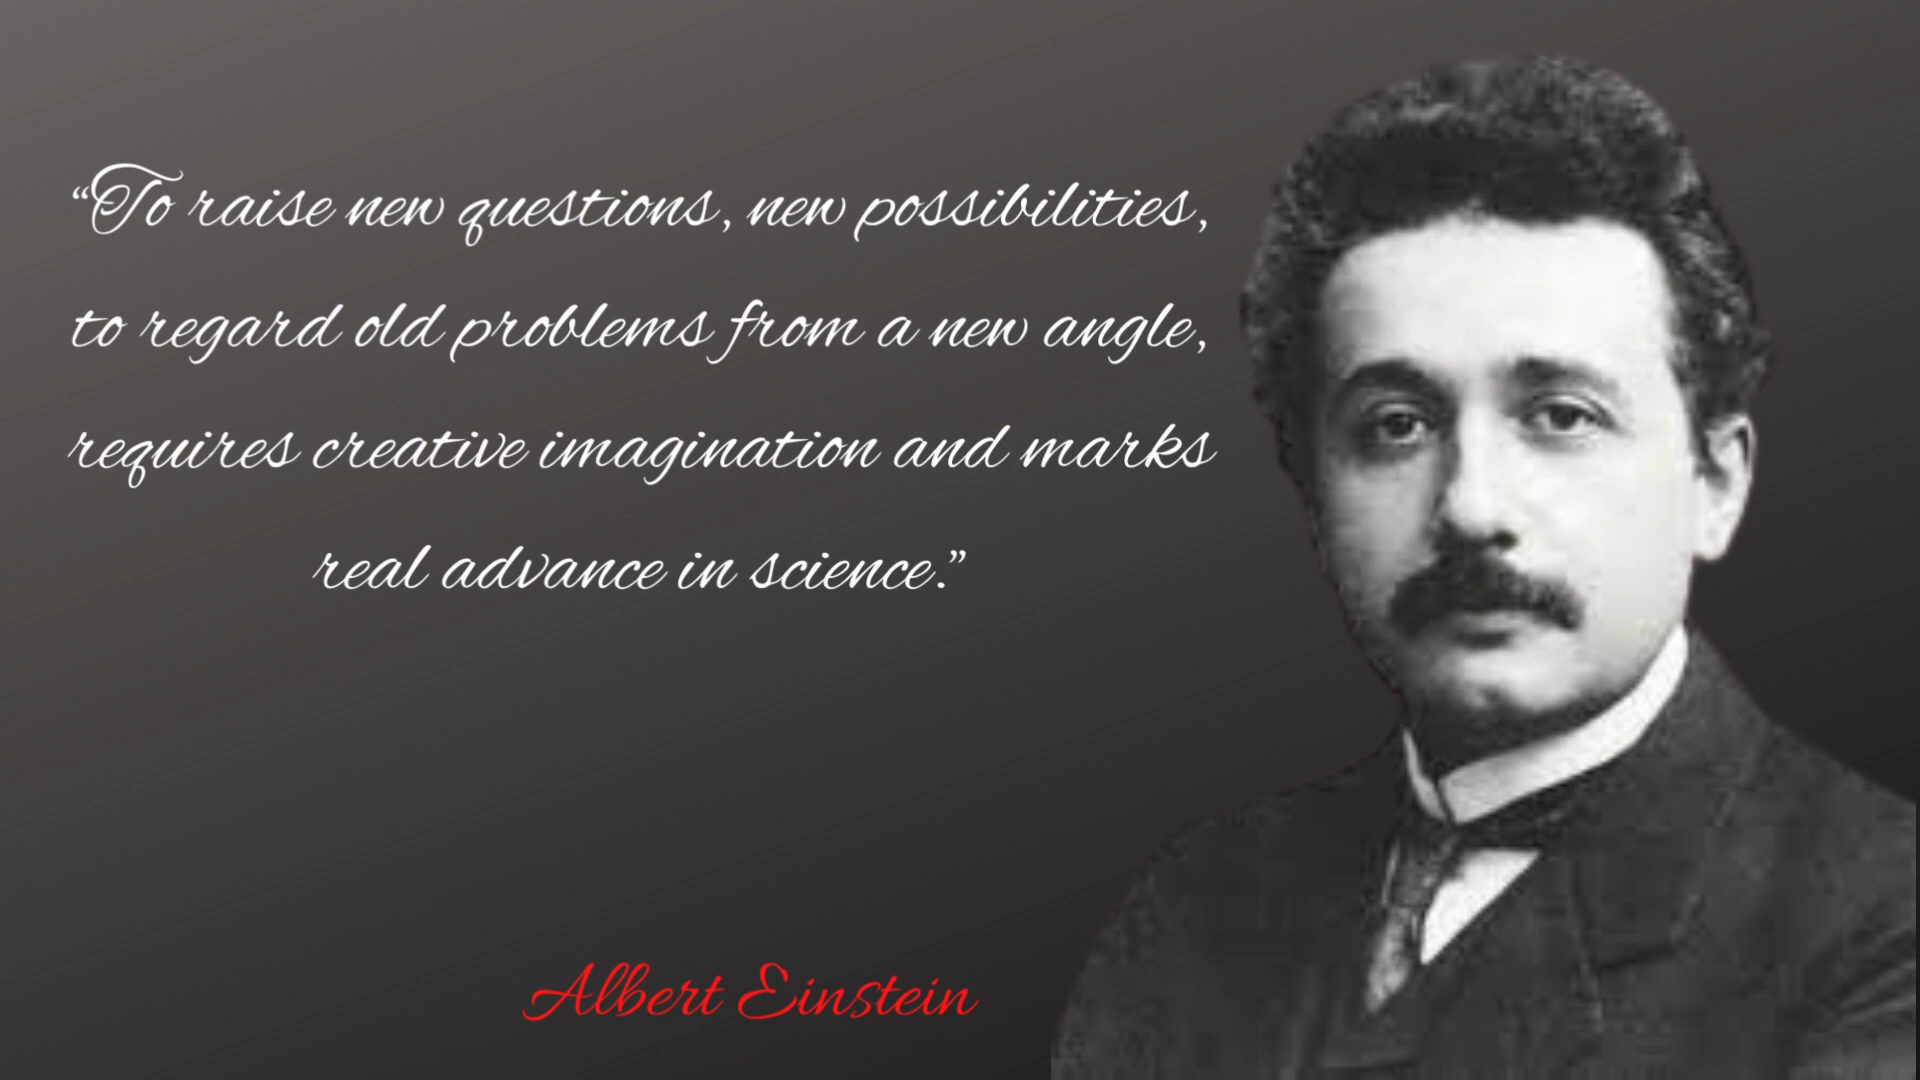 “To raise new questions, new possibilities,
to regard old problems from a new angle,
requires creative imagination and marks
real advance in science.”
Albert Einstein